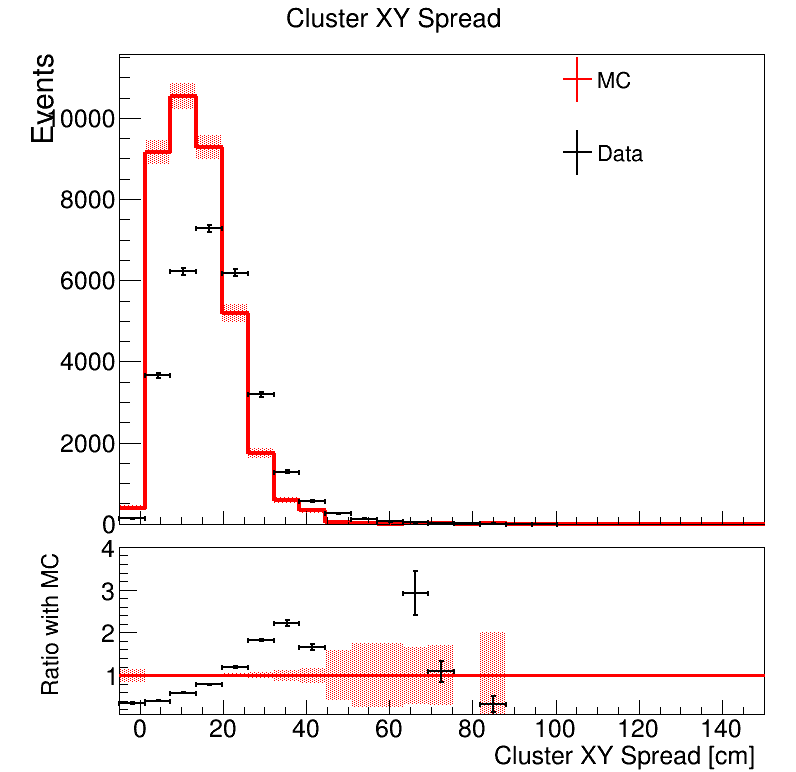 Cluster XY Spread
Events
MC
Data
10000
8000
6000
4000
2000
0
Ratio with MC
4
3
2
1
0 20 40 60 80 100 120 140
Cluster XY Spread [cm]